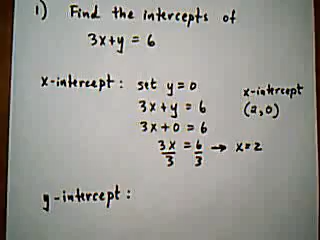 1) Find the intercepts of
3x+y = 6
x-intercept: set y=0
3x+y = 6
3x+0 = 6
3x/3 = 6/3 → x=2
x-intercept
(2,0)
y-intercept: